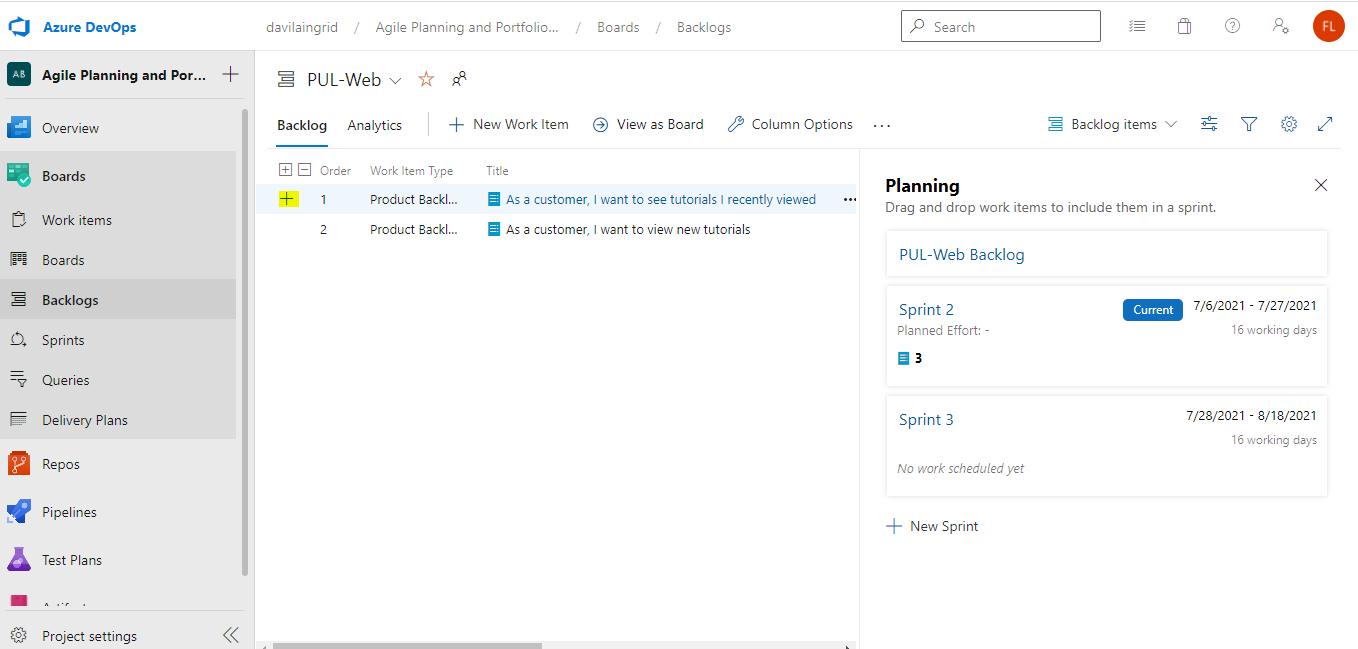 Azure DevOps
davilaingrid / Agile Planning and Portfolio... / Boards / Backlogs
Search
FL
AB
Agile Planning and Por...
Overview
Boards
Work items
Boards
Backlogs
Sprints
Queries
Delivery Plans
Repos
Pipelines
Test Plans
Project settings
PUL-Web
Backlog
Analytics
New Work Item
View as Board
Column Options
Backlog items
Order Work Item Type Title
1 Product Backl... As a customer, I want to see tutorials I recently viewed
2 Product Backl... As a customer, I want to view new tutorials
Planning
Drag and drop work items to include them in a sprint.
PUL-Web Backlog
Sprint 2 Current 7/6/2021 - 7/27/2021
Planned Effort: - 16 working days
3
Sprint 3 7/28/2021 - 8/18/2021
16 working days
No work scheduled yet
New Sprint